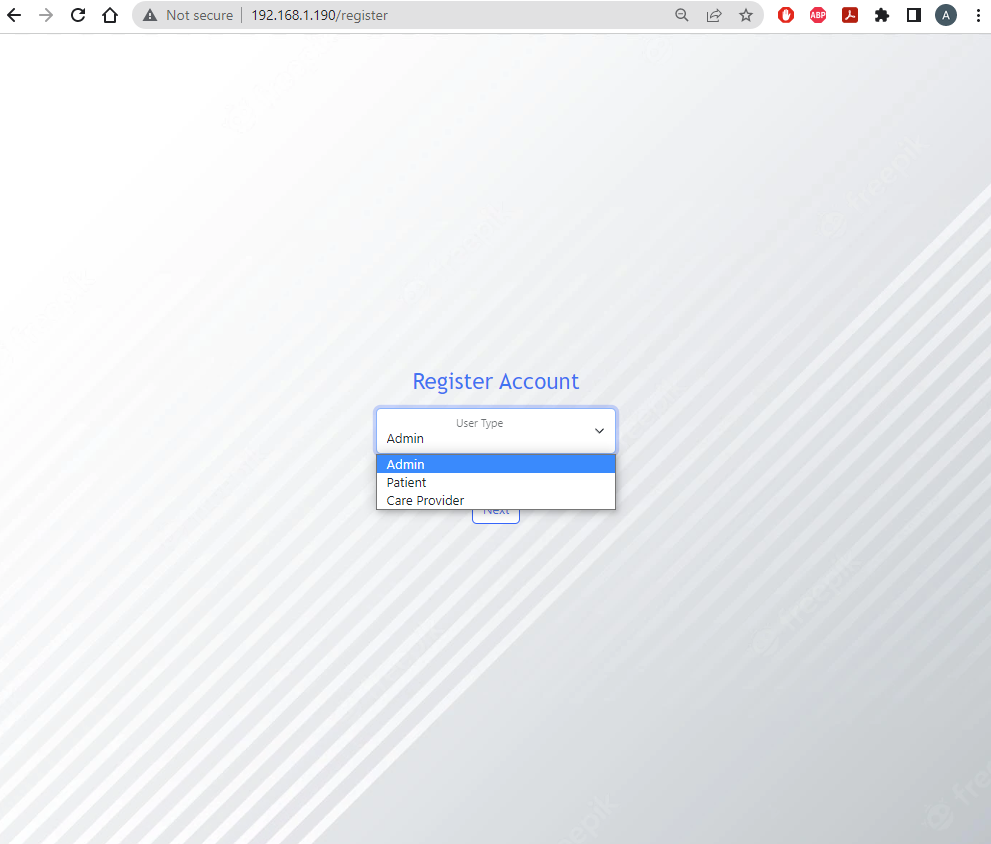 Not secure 192.168.1.190/register
ABP
A
freepik
Register Account
User Type
Admin
Admin
Patient
Care Provider
Next
freepik